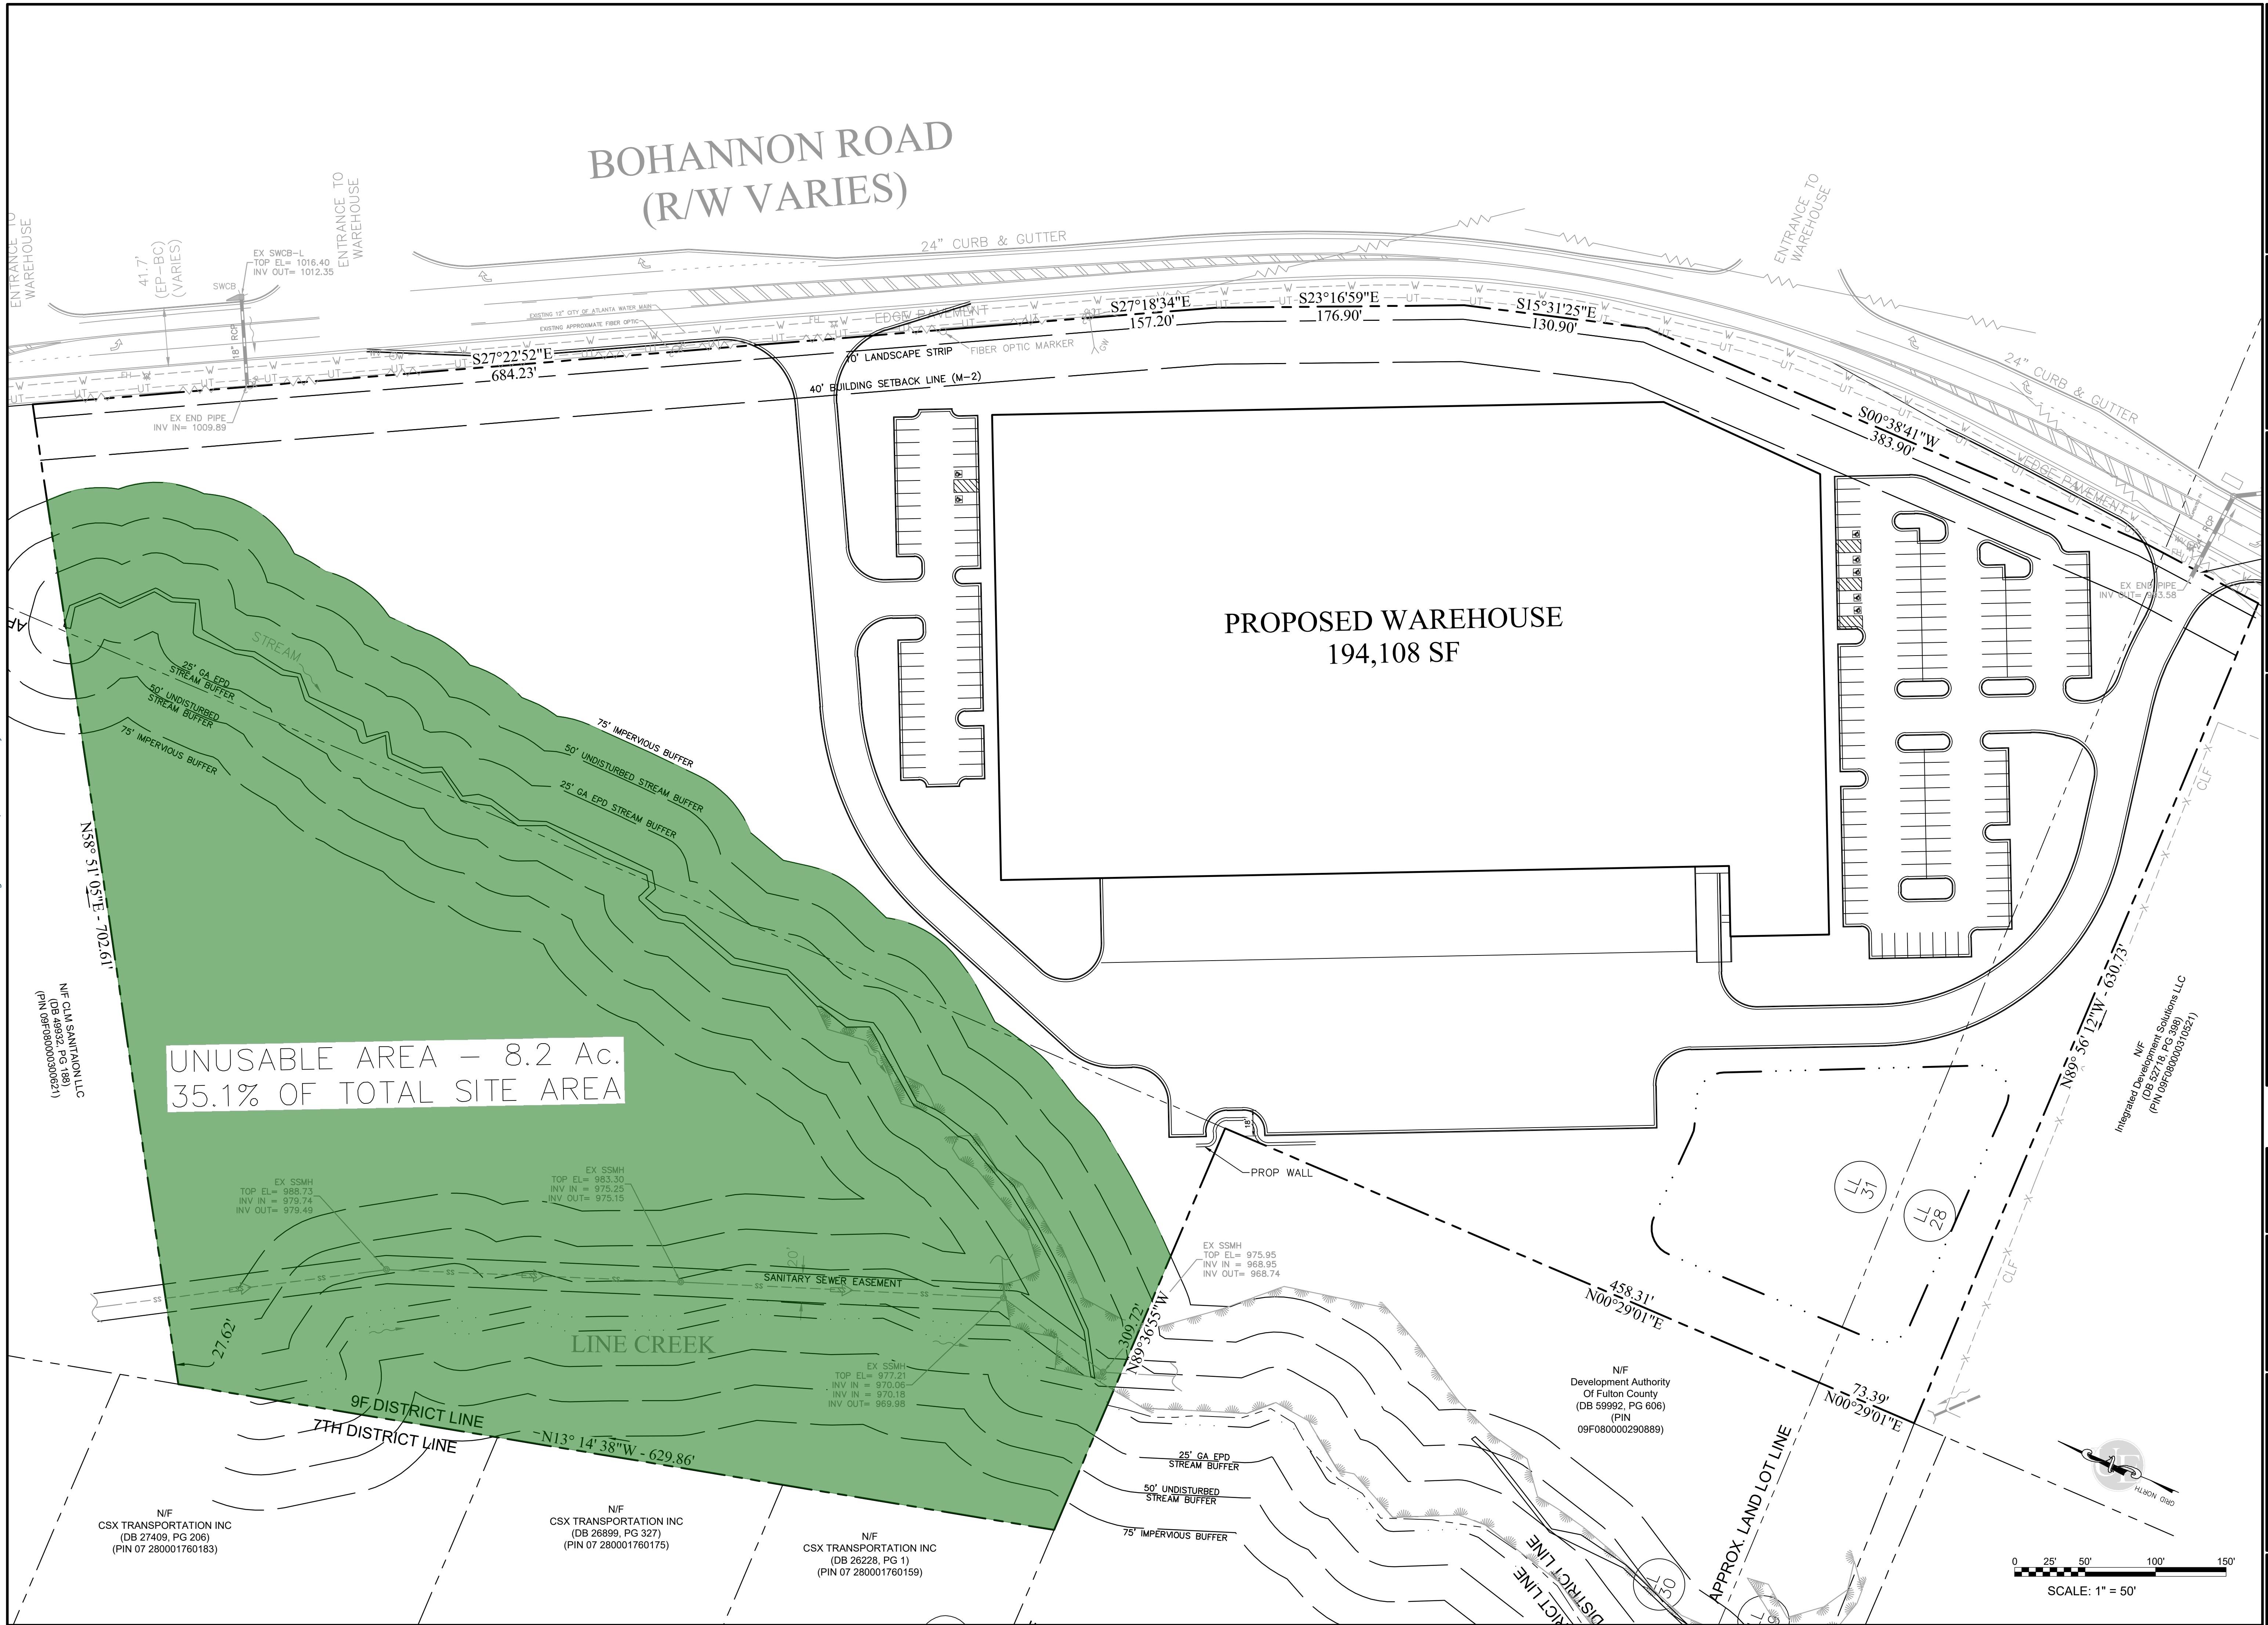 BOHANNON ROAD
(R/W VARIES)
ENTRANCE TO
WAREHOUSE
41.7'
(EP-BC)
(VARIES)
EX SWCB-L
TOP EL= 1016.40
INV OUT= 1012.35
SWCB
18" RCP
ENTRANCE TO
WAREHOUSE
24" CURB & GUTTER
ENTRANCE TO
WAREHOUSE
24" CURB & GUTTER
EXISTING 12" CITY OF ATLANTA WATER MAIN
EXISTING APPROXIMATE FIBER OPTIC
EDGE PAVEMENT
FIBER OPTIC MARKER
GW
S27°22'52"E
684.23'
S27°18'34"E
157.20'
S23°16'59"E
176.90'
S15°31'25"E
130.90'
S00°38'41"W
383.90'
EDGE PAVEMENT
10' LANDSCAPE STRIP
40' BUILDING SETBACK LINE (M-2)
EX END PIPE
INV IN= 1009.89
EX END PIPE
PROPOSED WAREHOUSE
194,108 SF
STREAM
25' GA EPD
STREAM BUFFER
50' UNDISTURBED
STREAM BUFFER
75' IMPERVIOUS BUFFER
75' IMPERVIOUS BUFFER
50' UNDISTURBED STREAM BUFFER
25' GA EPD STREAM BUFFER
N58° 51' 05"E - 702.61'
N/F CLM SANITAION LLC
(DB 49932, PG 188)
(PIN 09F080000300621)
UNUSABLE AREA - 8.2 Ac.
35.1% OF TOTAL SITE AREA
EX SSMH
TOP EL= 988.73
INV IN = 979.74
INV OUT= 979.49
EX SSMH
TOP EL= 983.30
INV IN = 975.25
INV OUT= 975.15
20'
SANITARY SEWER EASEMENT
27.62'
LINE CREEK
EX SSMH
TOP EL= 977.21
INV IN = 970.06
INV IN = 970.18
INV OUT= 969.98
EX SSMH
TOP EL= 975.95
INV IN = 968.95
INV OUT= 968.74
309.72'
N89°36'55"W
18'
PROP WALL
458.31'
N00°29'01"E
73.39'
N00°29'01"E
LL
31
LL
28
N89° 56' 12"W - 630.73'
N/F
Integrated Development Solutions LLC
(DB 52718, PG 398)
(PIN 09F080000310521)
CLF
CLF
N/F
Development Authority
Of Fulton County
(DB 59992, PG 606)
(PIN
09F080000290889)
9F DISTRICT LINE
7TH DISTRICT LINE
N13° 14' 38"W - 629.86'
N/F
CSX TRANSPORTATION INC
(DB 27409, PG 206)
(PIN 07 280001760183)
N/F
CSX TRANSPORTATION INC
(DB 26899, PG 327)
(PIN 07 280001760175)
N/F
CSX TRANSPORTATION INC
(DB 26228, PG 1)
(PIN 07 280001760159)
25' GA EPD
STREAM BUFFER
50' UNDISTURBED
STREAM BUFFER
75' IMPERVIOUS BUFFER
DISTRICT LINE
APPROX. LAND LOT LINE
GRID NORTH
0 25' 50' 100' 150'
SCALE: 1" = 50'